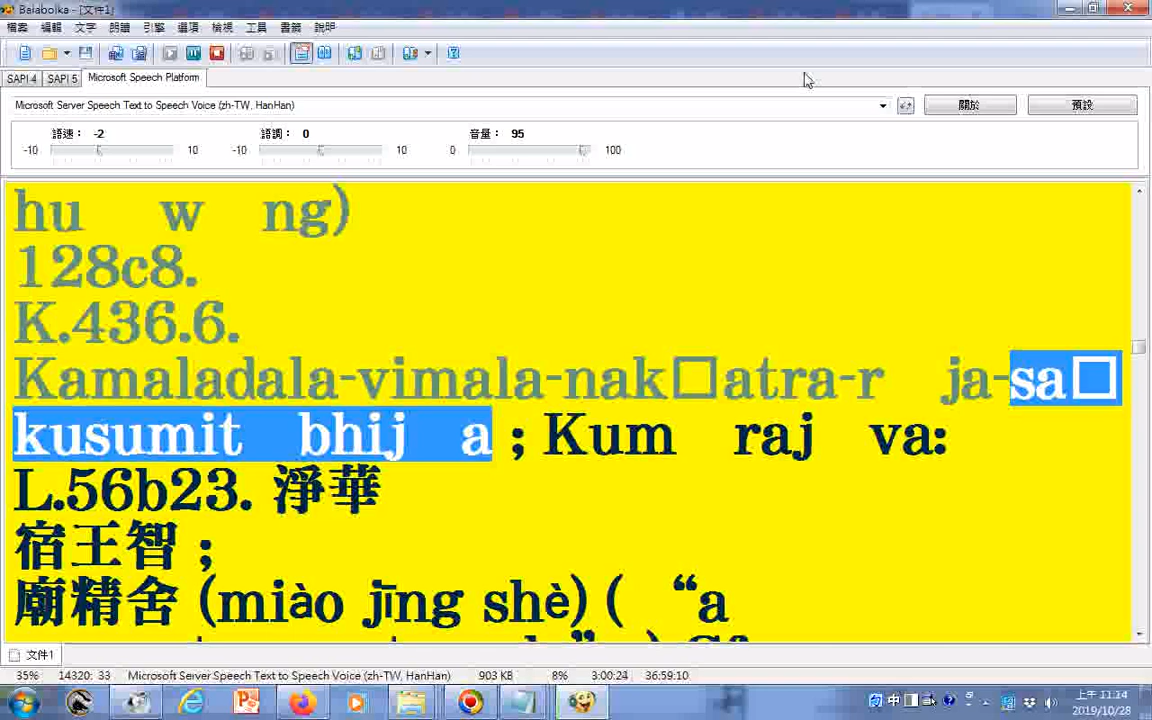 Balabolka - [文件1]
檔案 編輯 文字 朗讀 引擎 選項 檢視 工具 書籤 說明
SAPI 4 SAPI 5 Microsoft Speech Platform
Microsoft Server Speech Text to Speech Voice (zh-TW, HanHan) 關於 預設
語速： -2 語調： 0 音量： 95
-10 10 -10 10 0 100
hu w ng)
128c8.
K.436.6.
Kamaladala-vimala-nak□atra-r ja-sa□
kusumit bhij a ; Kum raj va:
L.56b23. 淨華
宿王智；
廟精舍 (miào jīng shè) ( “a
文件1
35% 14320: 33 Microsoft Server Speech Text to Speech Voice (zh-TW, HanHan) 903 KB 8% 3:00:24 36:59:10
中
上午 11:14
2019/10/28